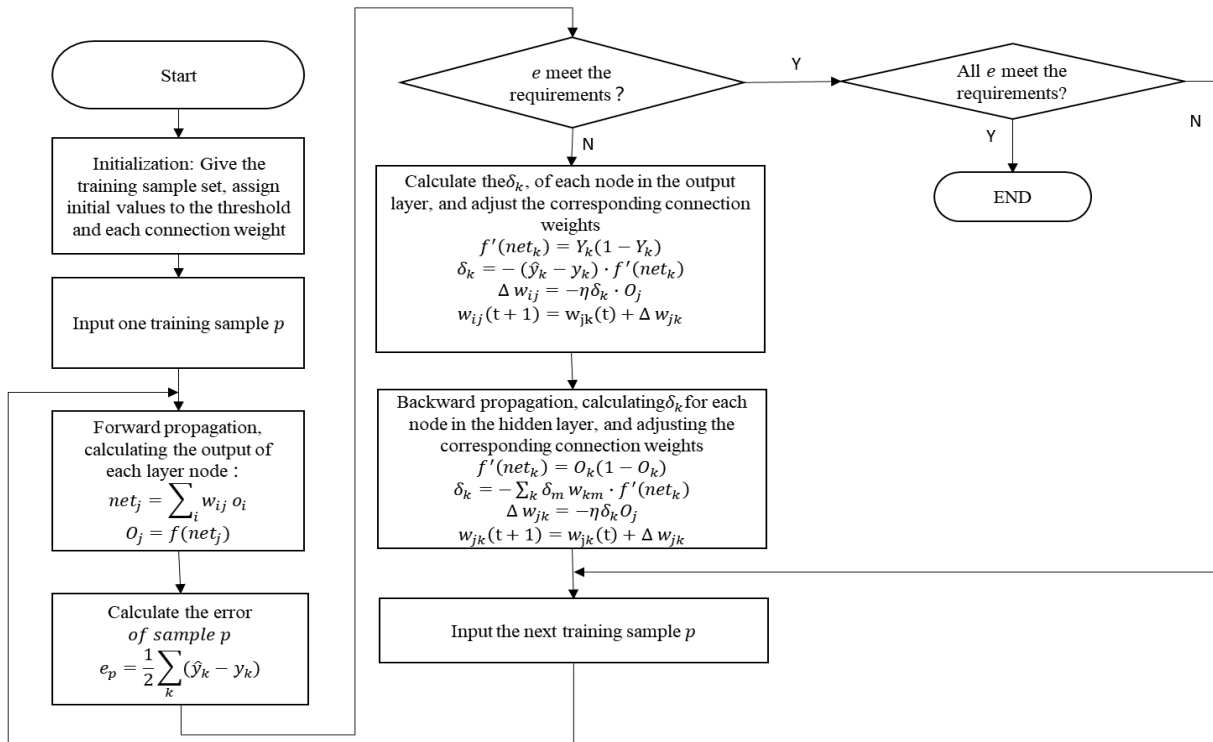 Start
Initialization: Give the
training sample set, assign
initial values to the threshold
and each connection weight
Input one training sample p
Forward propagation,
calculating the output of
each layer node :
net_j = ∑_i w_ij o_i
O_j = f(net_j)
Calculate the error
of sample p
e_p = 1/2 ∑_k (ŷ_k − y_k)
e meet the
requirements ?
Y
N
Calculate theδ_k, of each node in the output
layer, and adjust the corresponding connection
weights
f′(net_k) = Y_k(1 − Y_k)
δ_k = − (ŷ_k − y_k) · f′(net_k)
Δ w_ij = −ηδ_k · O_j
w_ij(t + 1) = w_jk(t) + Δ w_jk
Backward propagation, calculatingδ_k for each
node in the hidden layer, and adjusting the
corresponding connection weights
f′(net_k) = O_k(1 − O_k)
δ_k = − ∑_k δ_m w_km · f′(net_k)
Δ w_jk = −ηδ_k O_j
w_jk(t + 1) = w_jk(t) + Δ w_jk
Input the next training sample p
All e meet the
requirements?
N
Y
END